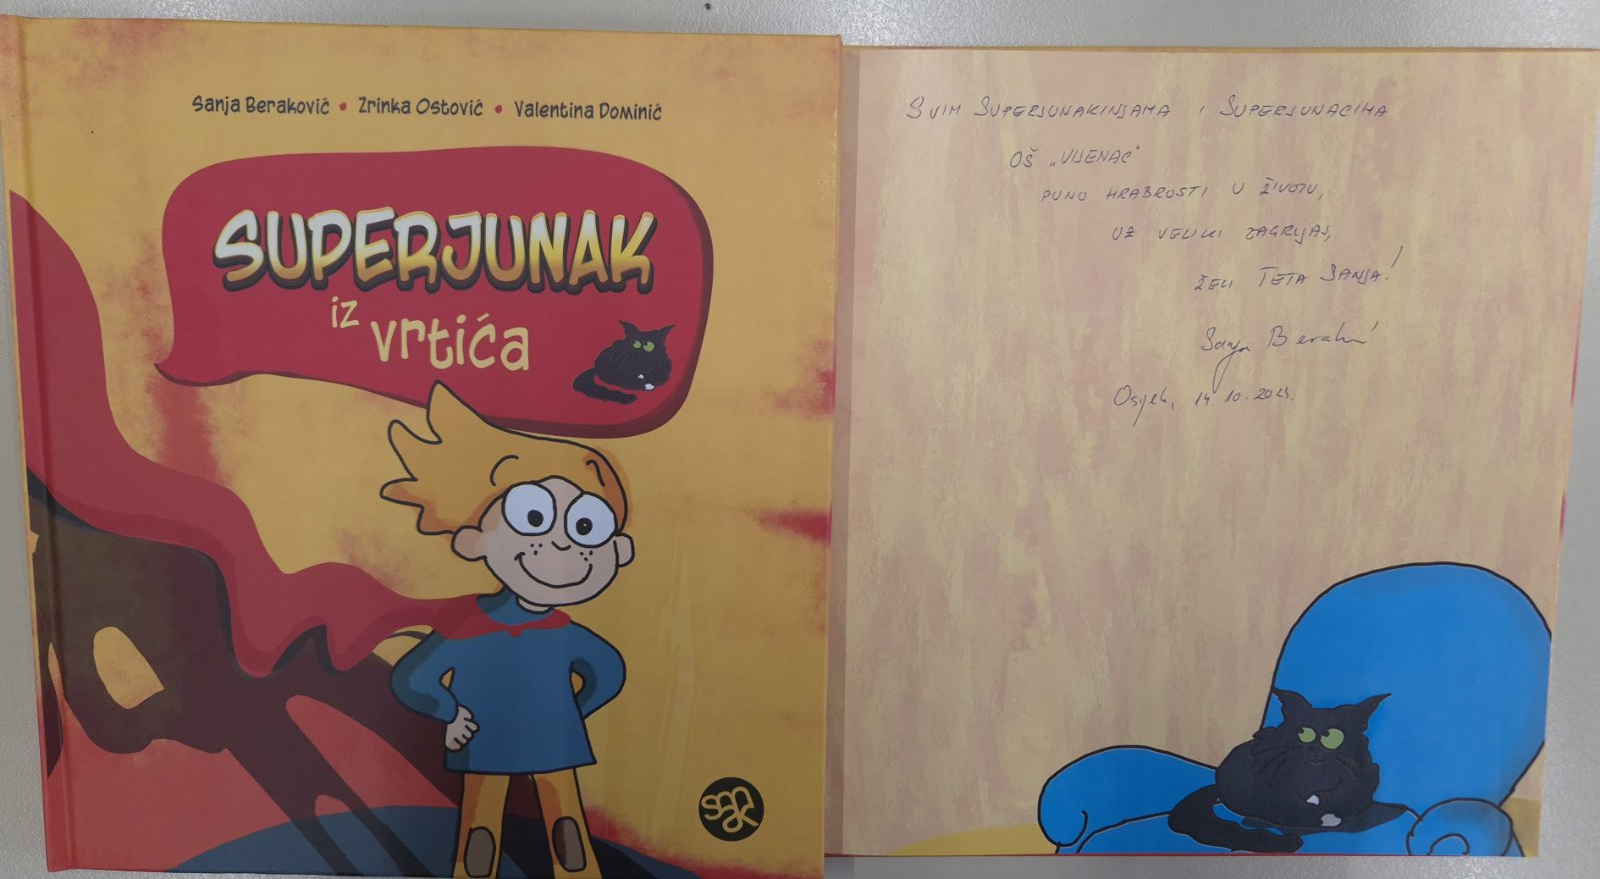 Sanja Beraković • Zrinka Ostović • Valentina Dominić
SUPERJUNAK
iz
vrtića
SVIM SUPERJUNAKINJAMA I SUPERJUNACIMA
OŠ „VIJENAC"
PUNO HRABROSTI U ŽIVOTU,
UZ VELIKI ZAGRLJAJ,
ŽELI TETA SANJA!
Sanja Beraković
Osijek, 14.10.